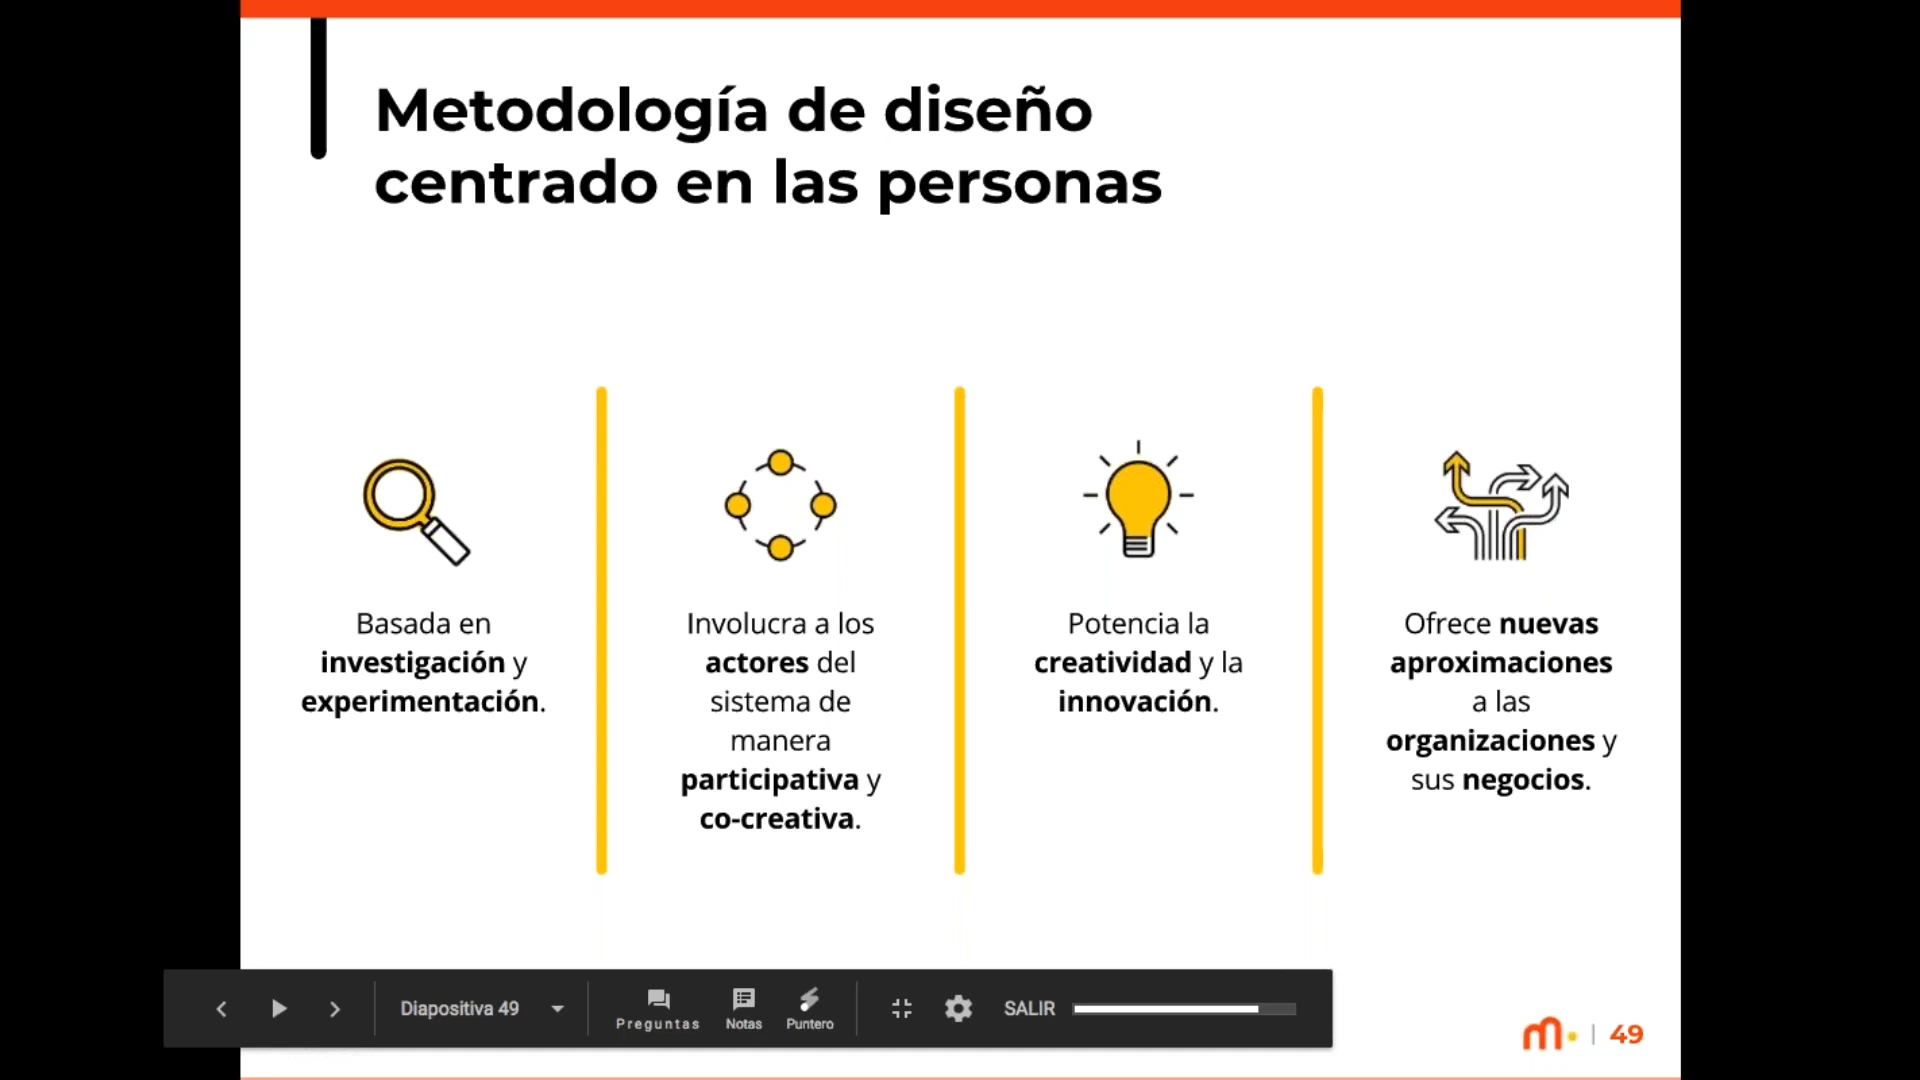 Metodología de diseño
centrado en las personas
Basada en
investigación y
experimentación.
Involucra a los
actores del
sistema de
manera
participativa y
co-creativa.
Potencia la
creatividad y la
innovación.
Ofrece nuevas
aproximaciones
a las
organizaciones y
sus negocios.
Diapositiva 49
Preguntas
Notas
Puntero
SALIR
m. | 49